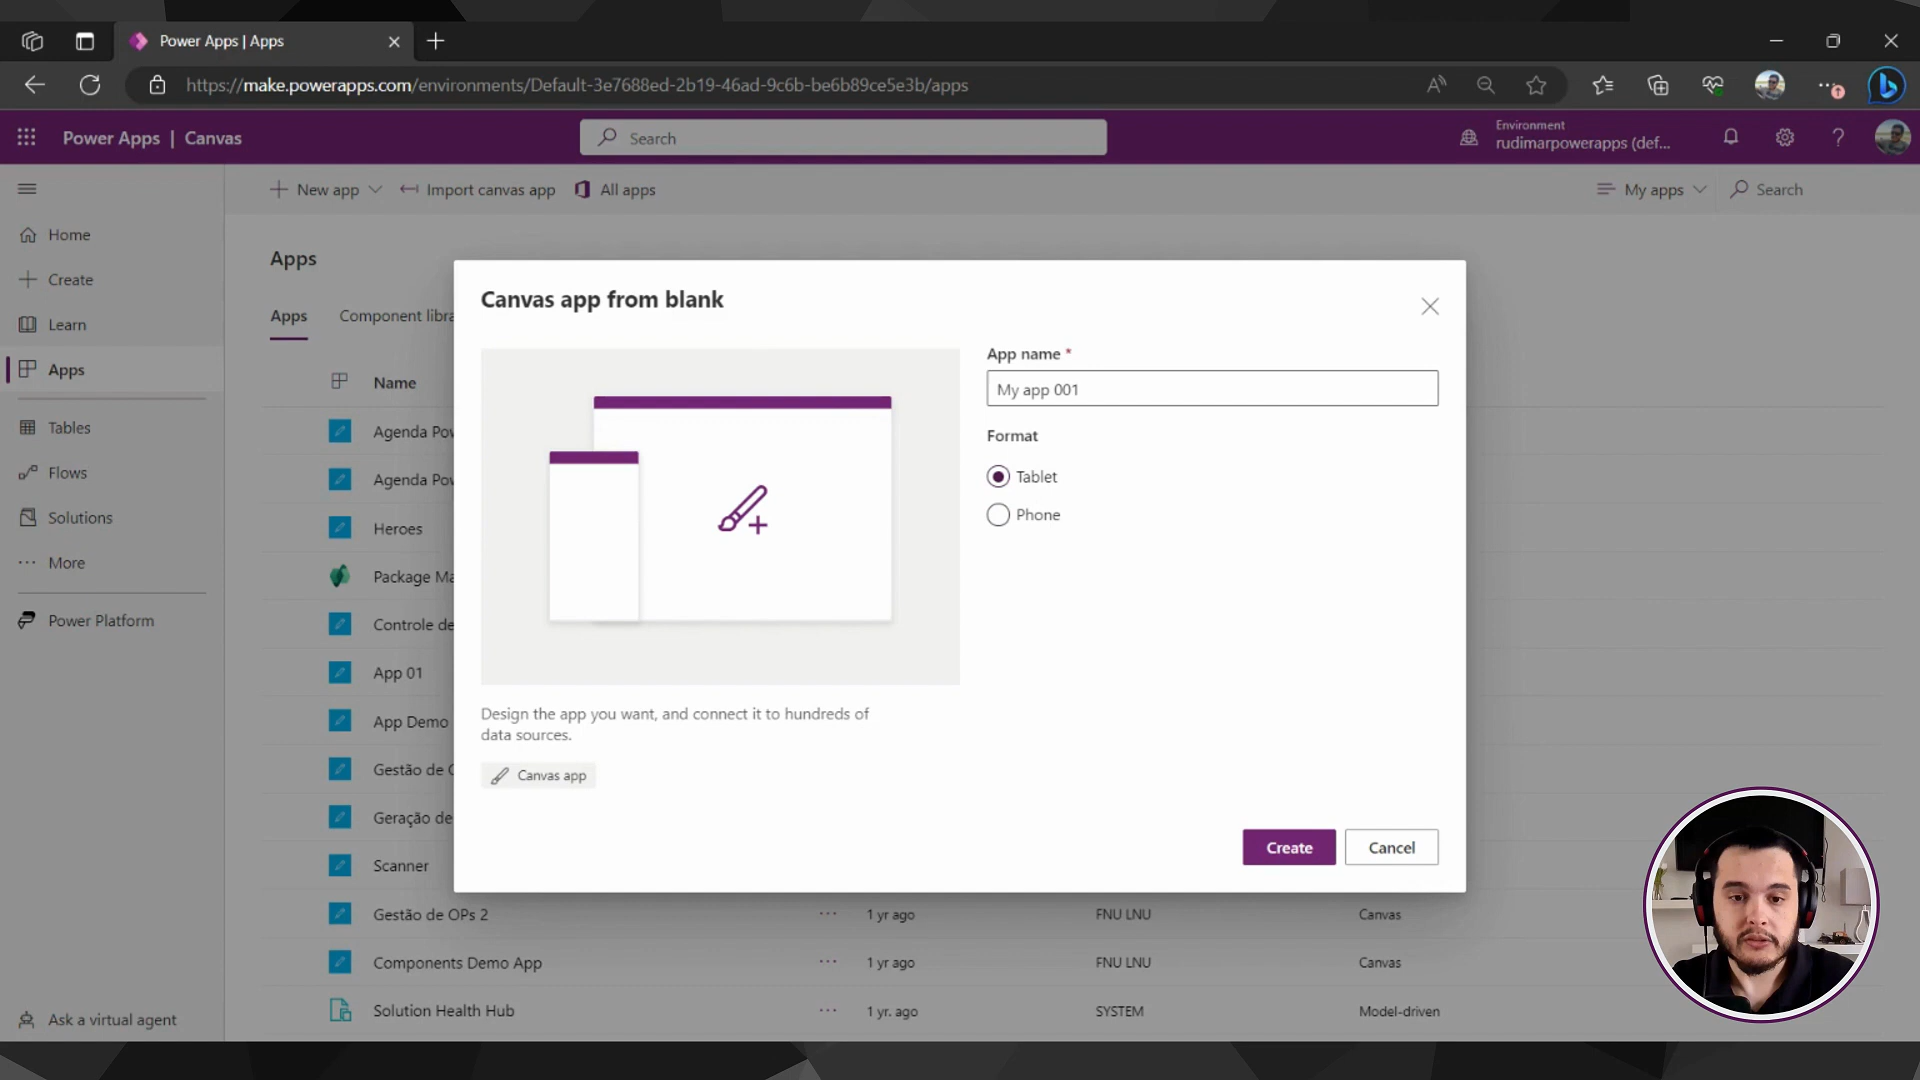 Power Apps | Apps
https://make.powerapps.com/environments/Default-3e7688ed-2b19-46ad-9c6b-be6b89ce5e3b/apps
Power Apps | Canvas
Search
Environment
rudimarpowerapps (def...
New app
Import canvas app
All apps
My apps
Search
Home
Create
Learn
Apps
Tables
Flows
Solutions
More
Power Platform
Ask a virtual agent
Apps
Apps
Component libra
Name
Agenda Pow
Agenda Pow
Heroes
Package Ma
Controle de
App 01
App Demo
Gestão de
Geração de
Scanner
Gestão de OPs 2 ... 1 yr ago FNU LNU Canvas
Components Demo App ... 1 yr ago FNU LNU Canvas
Solution Health Hub ... 1 yr. ago SYSTEM Model-driven
Canvas app from blank
Design the app you want, and connect it to hundreds of
data sources.
Canvas app
App name *
My app 001
Format
Tablet
Phone
Create
Cancel